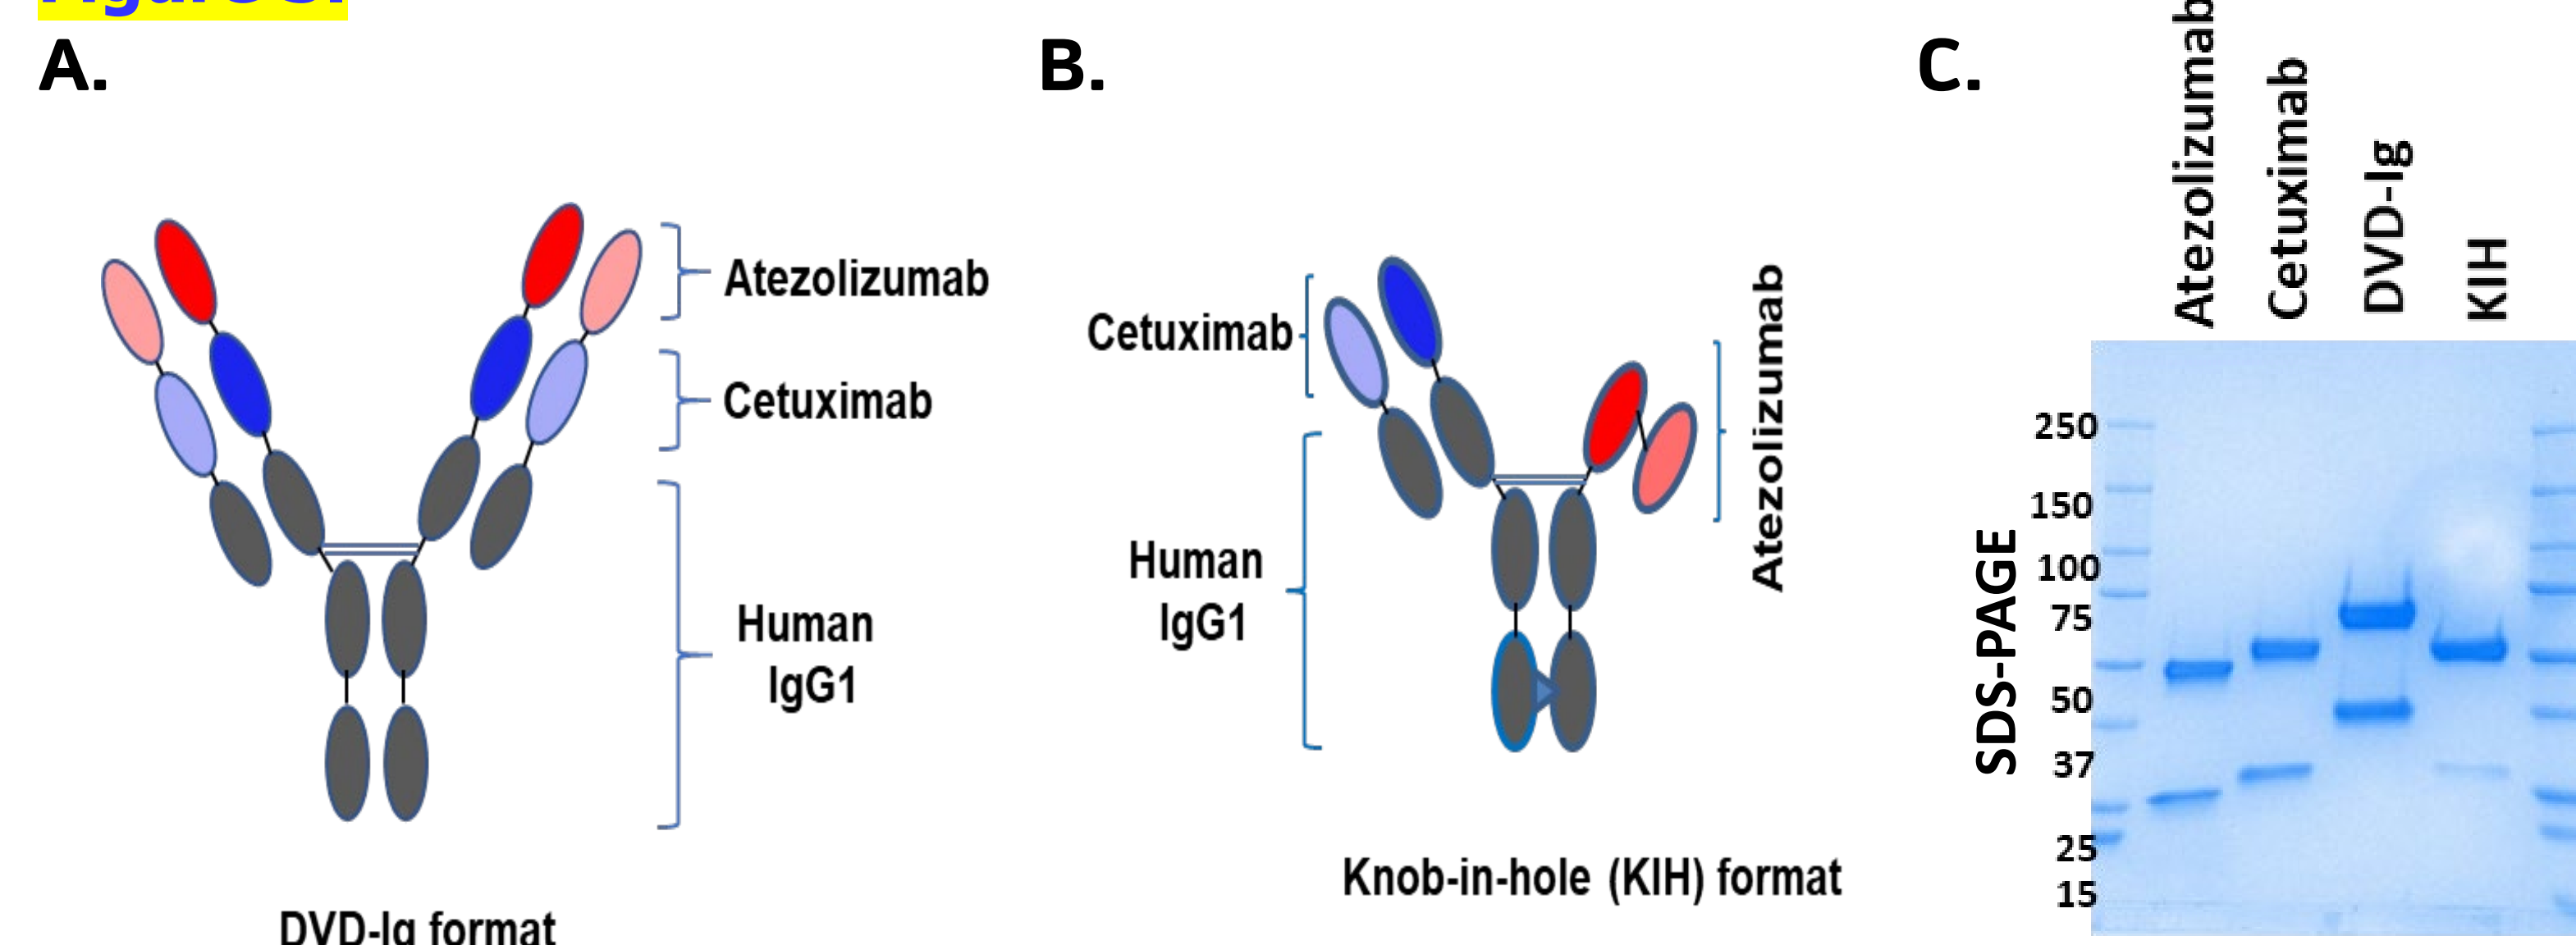 A.
Atezolizumab
Cetuximab
Human
IgG1
DVD-Ig format
B.
Cetuximab
Human
IgG1
Atezolizumab
Knob-in-hole (KIH) format
C.
Atezolizumab
Cetuximab
DVD-Ig
KIH
SDS-PAGE
250
150
100
75
50
37
25
15